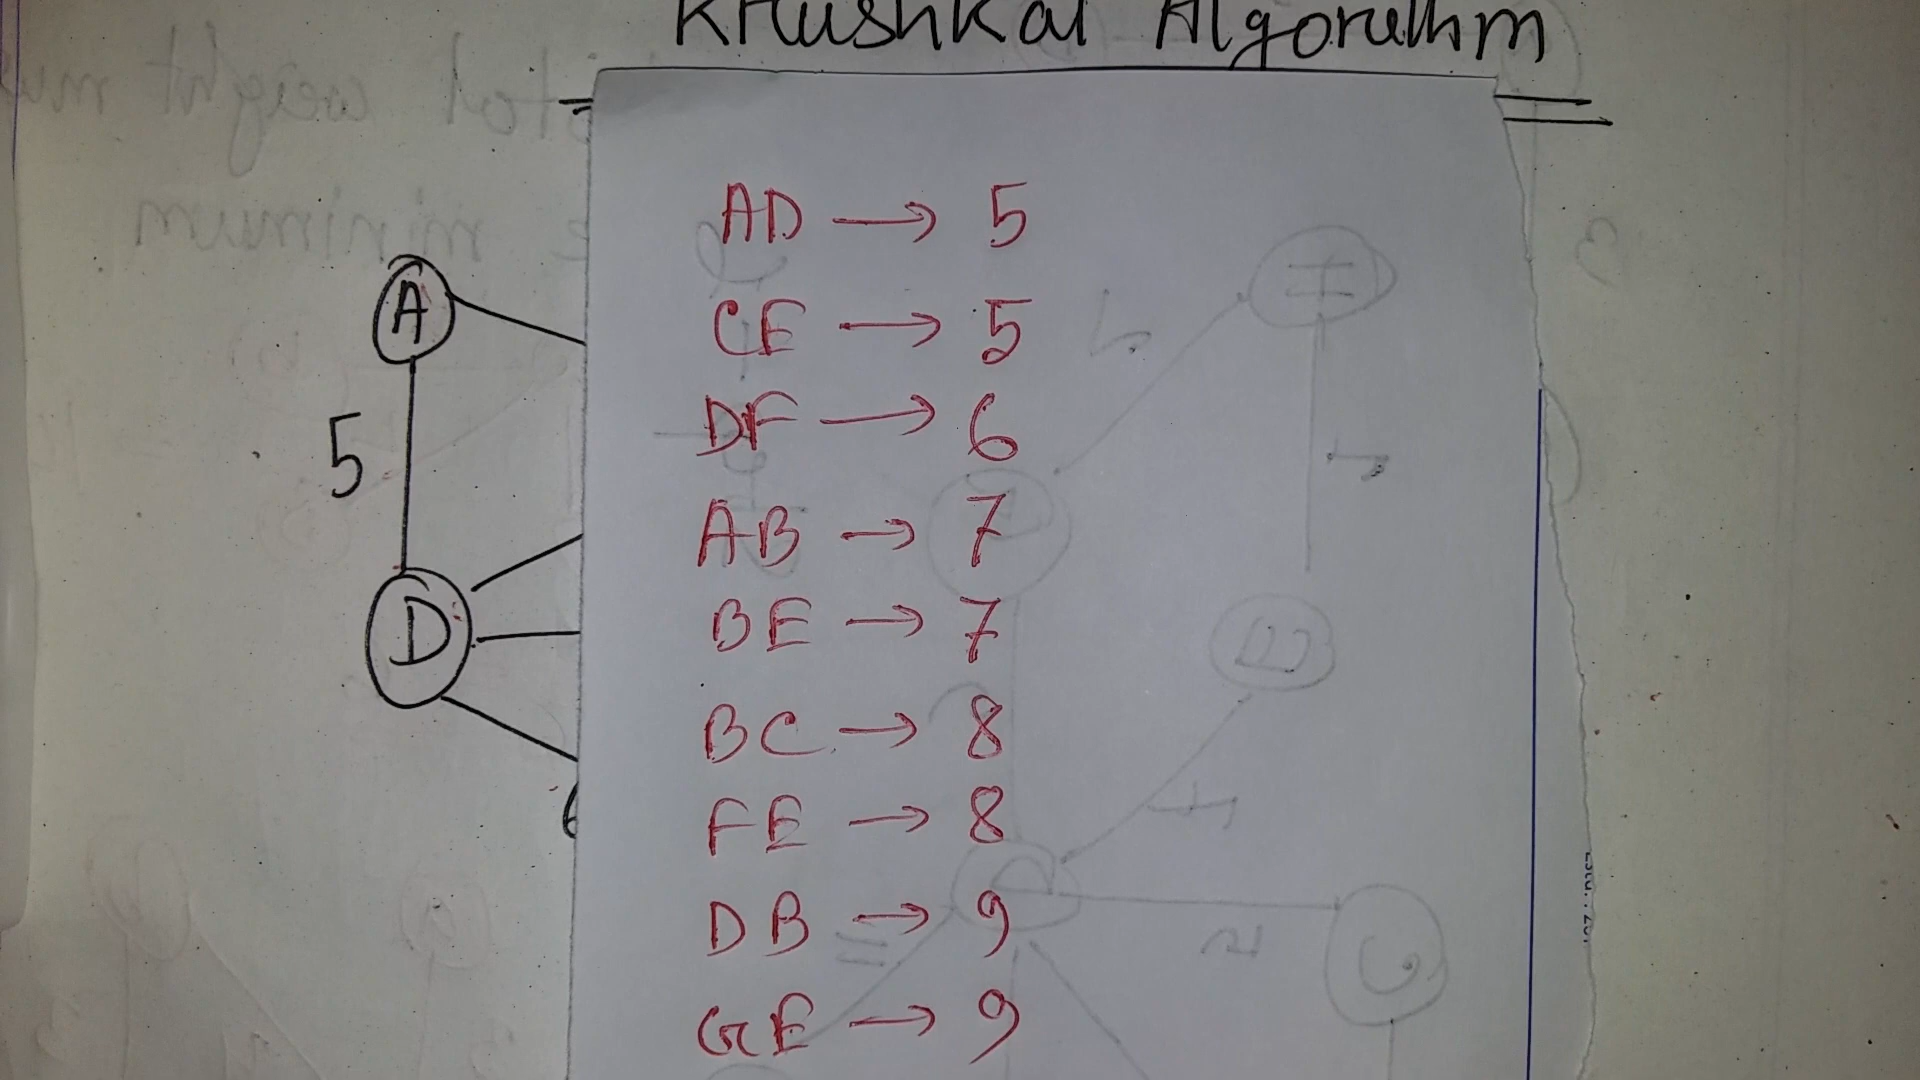 Krushkal Algorithm
AD → 5
CE → 5
DF → 6
AB → 7
BE → 7
BC → 8
FE → 8
DB → 9
GE → 9
A
5
D